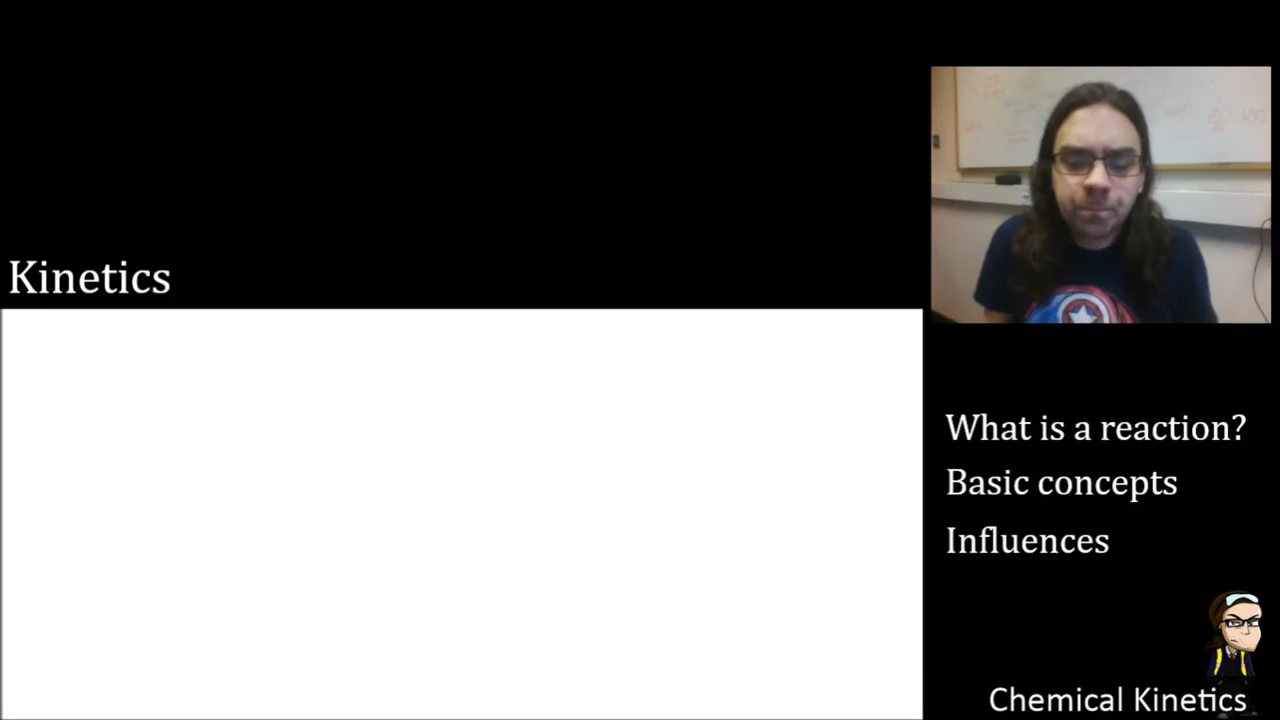 Kinetics
What is a reaction?
Basic concepts
Influences
Chemical Kinetics